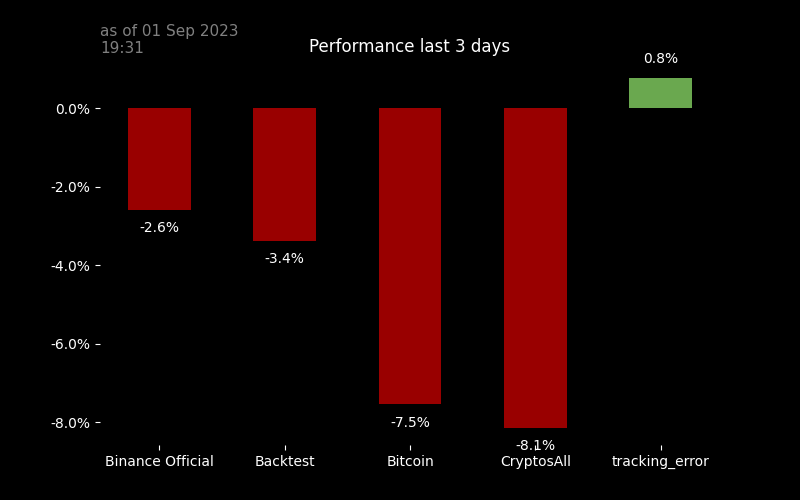 as of 01 Sep 2023
19:31
Performance last 3 days
0.8%
0.0%
-2.0%
-2.6%
-3.4%
-4.0%
-6.0%
-8.0%
-7.5%
-8.1%
Binance Official
Backtest
Bitcoin
CryptosAll
tracking_error